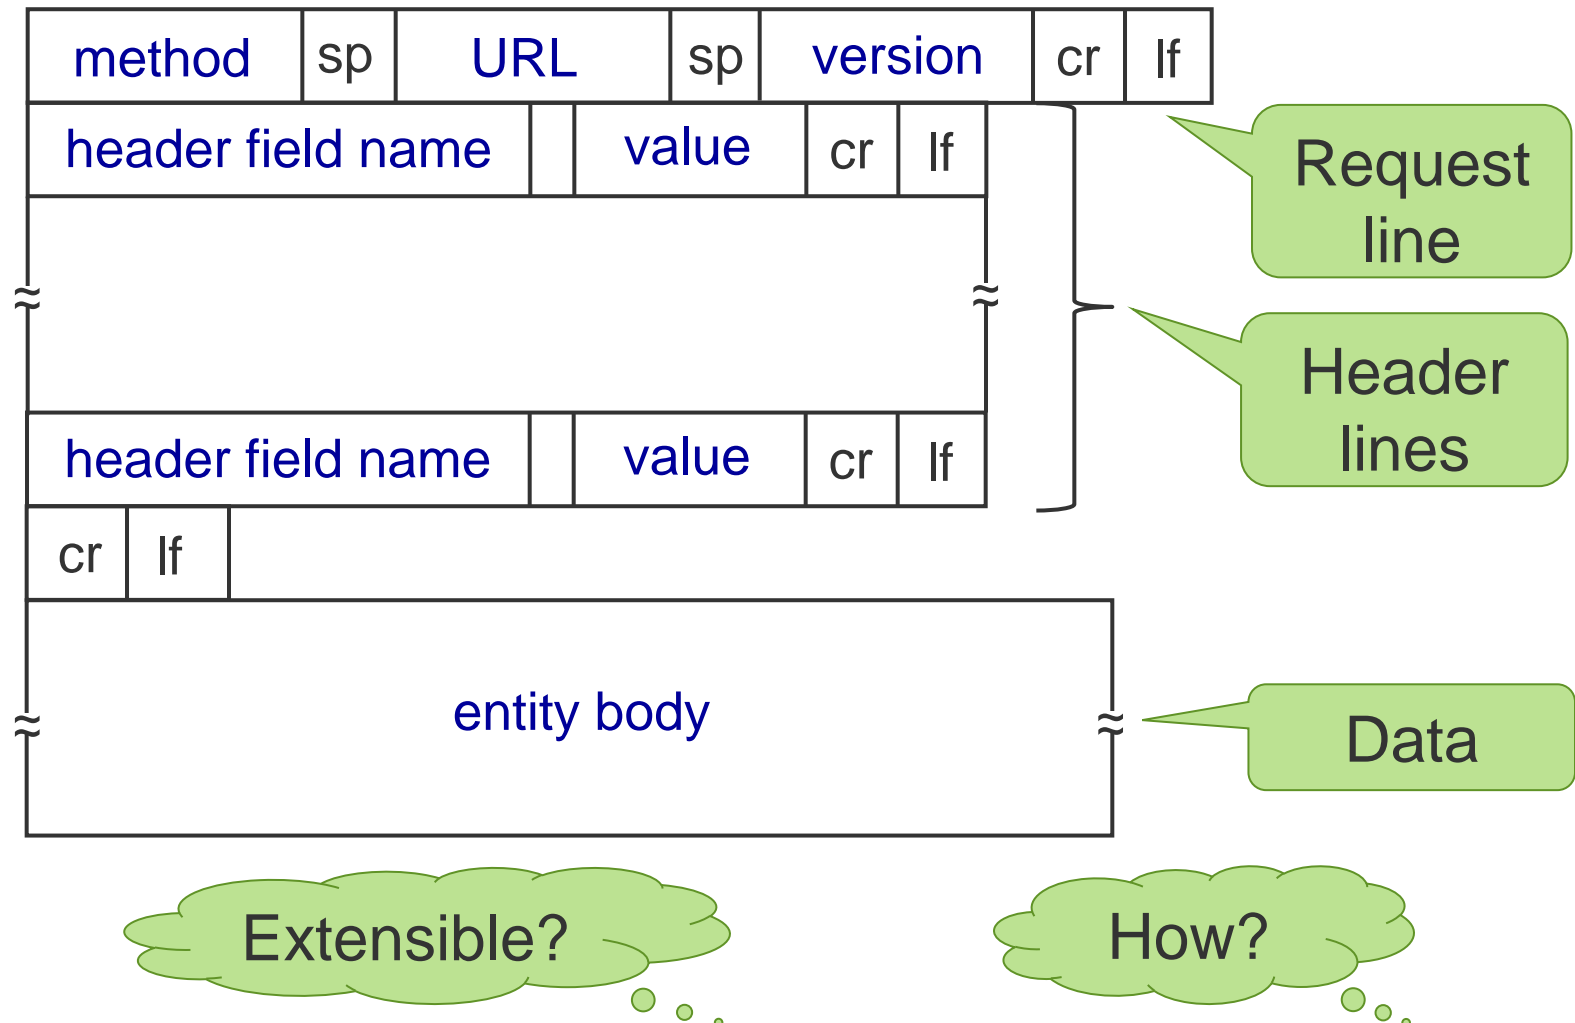 method sp URL sp version cr lf
header field name value cr lf
Request
line
≈ ≈
Header
lines
header field name value cr lf
cr lf
≈ entity body ≈
Data
Extensible? How?